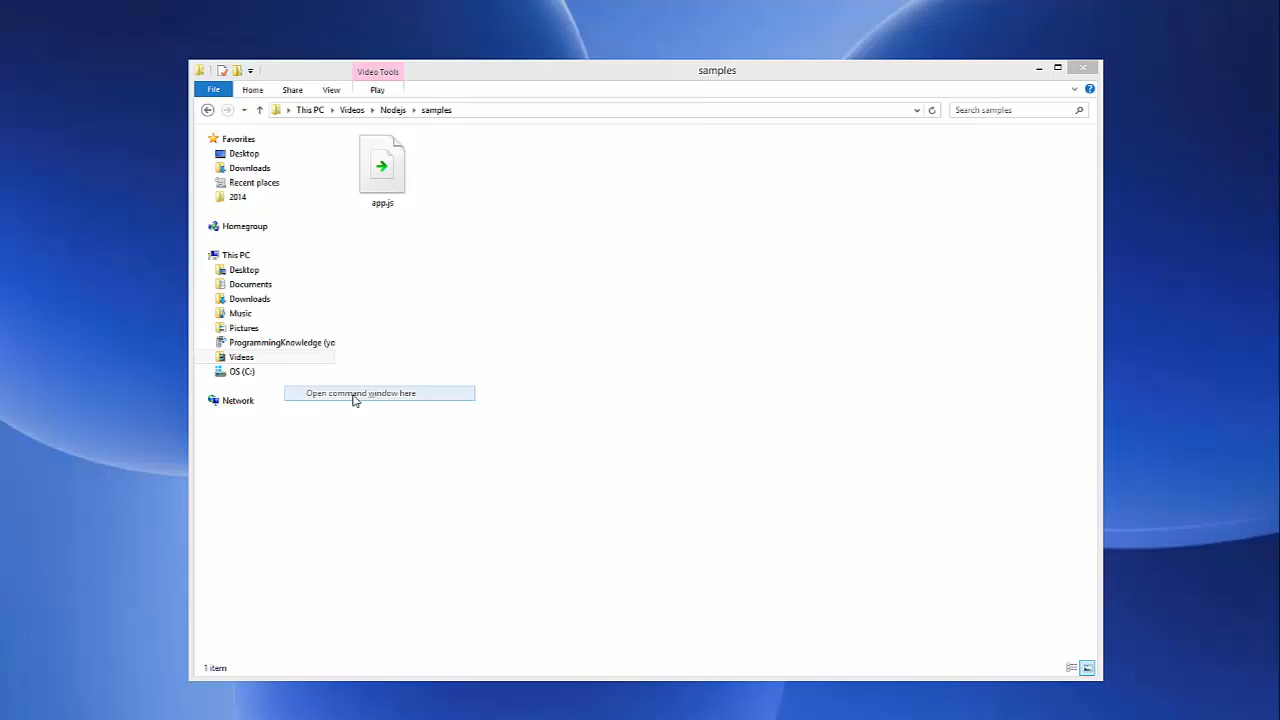 Video Tools
samples
File
Home
Share
View
Play
This PC
Videos
Nodejs
samples
Search samples
Favorites
Desktop
Downloads
Recent places
2014
Homegroup
This PC
Desktop
Documents
Downloads
Music
Pictures
ProgrammingKnowledge (yo
Videos
OS (C:)
Network
app.js
Open command window here
1 item